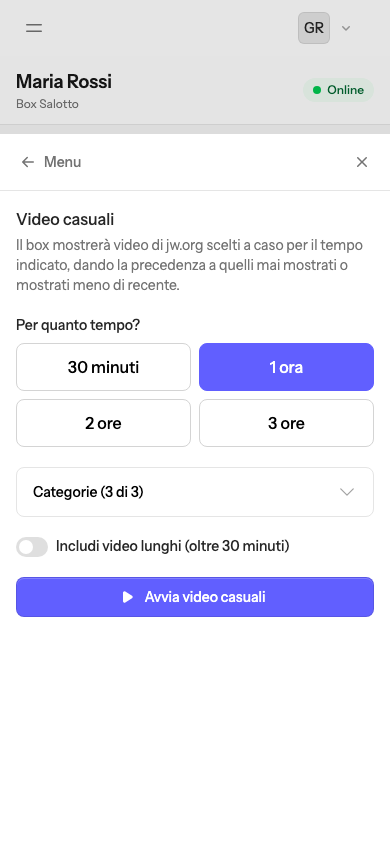 GR
Maria Rossi
Box Salotto
Online
Menu
Video casuali
Il box mostrerà video di jw.org scelti a caso per il tempo
indicato, dando la precedenza a quelli mai mostrati o
mostrati meno di recente.
Per quanto tempo?
30 minuti
1 ora
2 ore
3 ore
Categorie (3 di 3)
Includi video lunghi (oltre 30 minuti)
Avvia video casuali